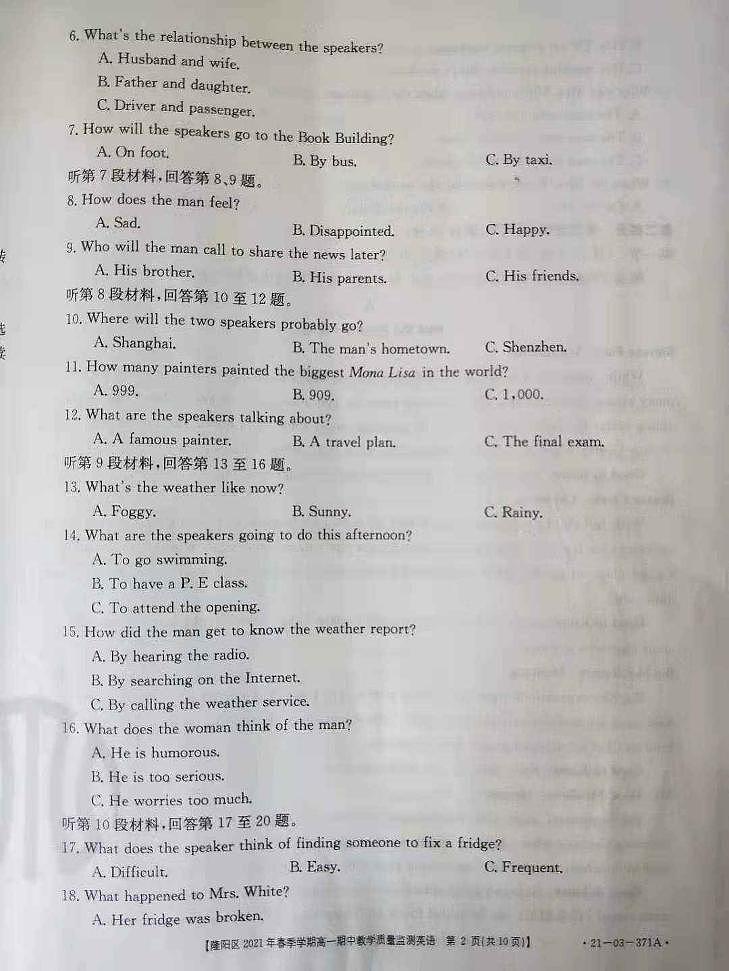 6. What's the relationship between the speakers?
A. Husband and wife.
B. Father and daughter.
C. Driver and passenger.
7. How will the speakers go to the Book Building?
A. On foot. B. By bus. C. By taxi.
听第7段材料,回答第8、9题。
8. How does the man feel?
A. Sad. B. Disappointed. C. Happy.
9. Who will the man call to share the news later?
A. His brother. B. His parents. C. His friends.
听第8段材料,回答第10至12题。
10. Where will the two speakers probably go?
A. Shanghai. B. The man's hometown. C. Shenzhen.
11. How many painters painted the biggest Mona Lisa in the world?
A. 999. B. 909. C. 1,000.
12. What are the speakers talking about?
A. A famous painter. B. A travel plan. C. The final exam.
听第9段材料,回答第13至16题。
13. What's the weather like now?
A. Foggy. B. Sunny. C. Rainy.
14. What are the speakers going to do this afternoon?
A. To go swimming.
B. To have a P. E class.
C. To attend the opening.
15. How did the man get to know the weather report?
A. By hearing the radio.
B. By searching on the Internet.
C. By calling the weather service.
16. What does the woman think of the man?
A. He is humorous.
B. He is too serious.
C. He worries too much.
听第10段材料,回答第17至20题。
17. What does the speaker think of finding someone to fix a fridge?
A. Difficult. B. Easy. C. Frequent.
18. What happened to Mrs. White?
A. Her fridge was broken.
【隆阳区2021年春季学期高一期中教学质量监测英语 第2页(共10页)】 ·21-03-371A·